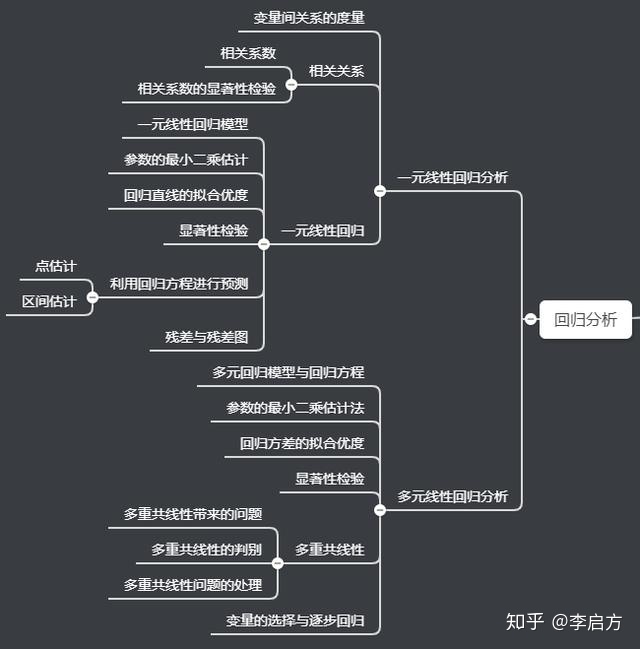 变量间关系的度量
相关系数
相关关系
相关系数的显著性检验
一元线性回归模型
参数的最小二乘估计
一元线性回归分析
回归直线的拟合优度
显著性检验
一元线性回归
点估计
利用回归方程进行预测
区间估计
回归分析
残差与残差图
多元回归模型与回归方程
参数的最小二乘估计法
回归方差的拟合优度
显著性检验
多元线性回归分析
多重共线性带来的问题
多重共线性的判别
多重共线性
多重共线性问题的处理
变量的选择与逐步回归
知乎 @李启方